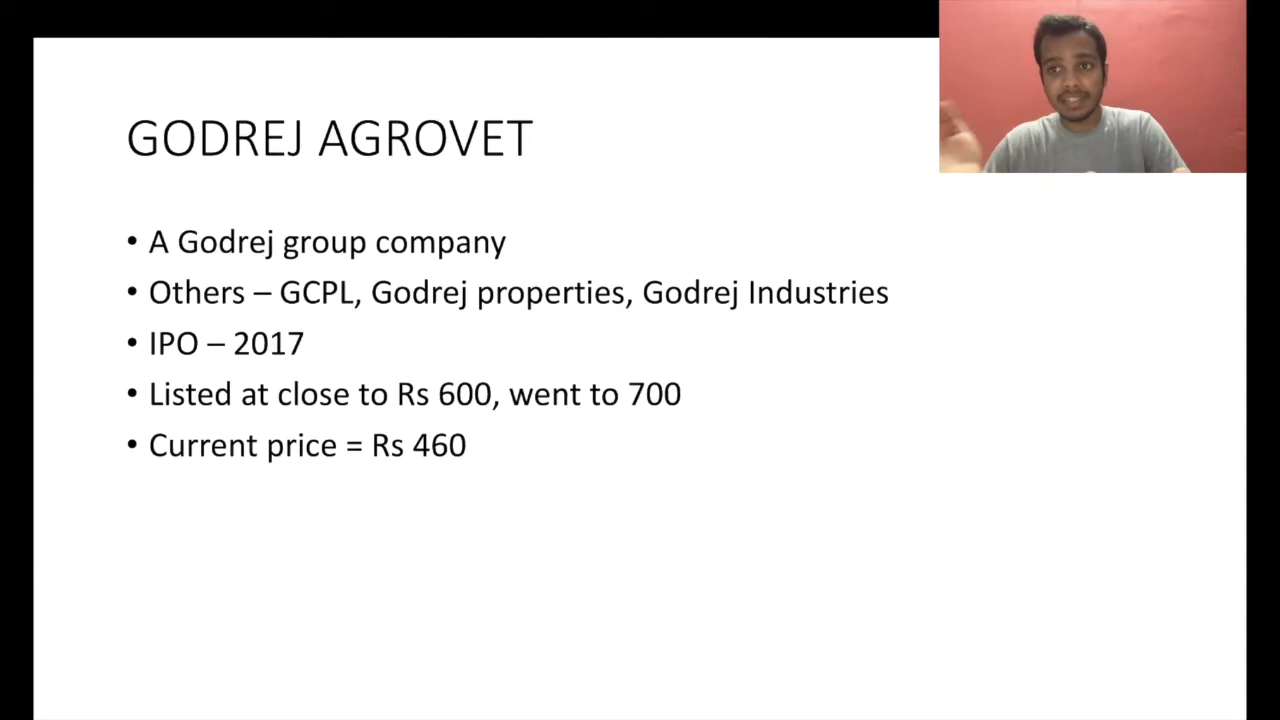 GODREJ AGROVET
• A Godrej group company
• Others – GCPL, Godrej properties, Godrej Industries
• IPO – 2017
• Listed at close to Rs 600, went to 700
• Current price = Rs 460